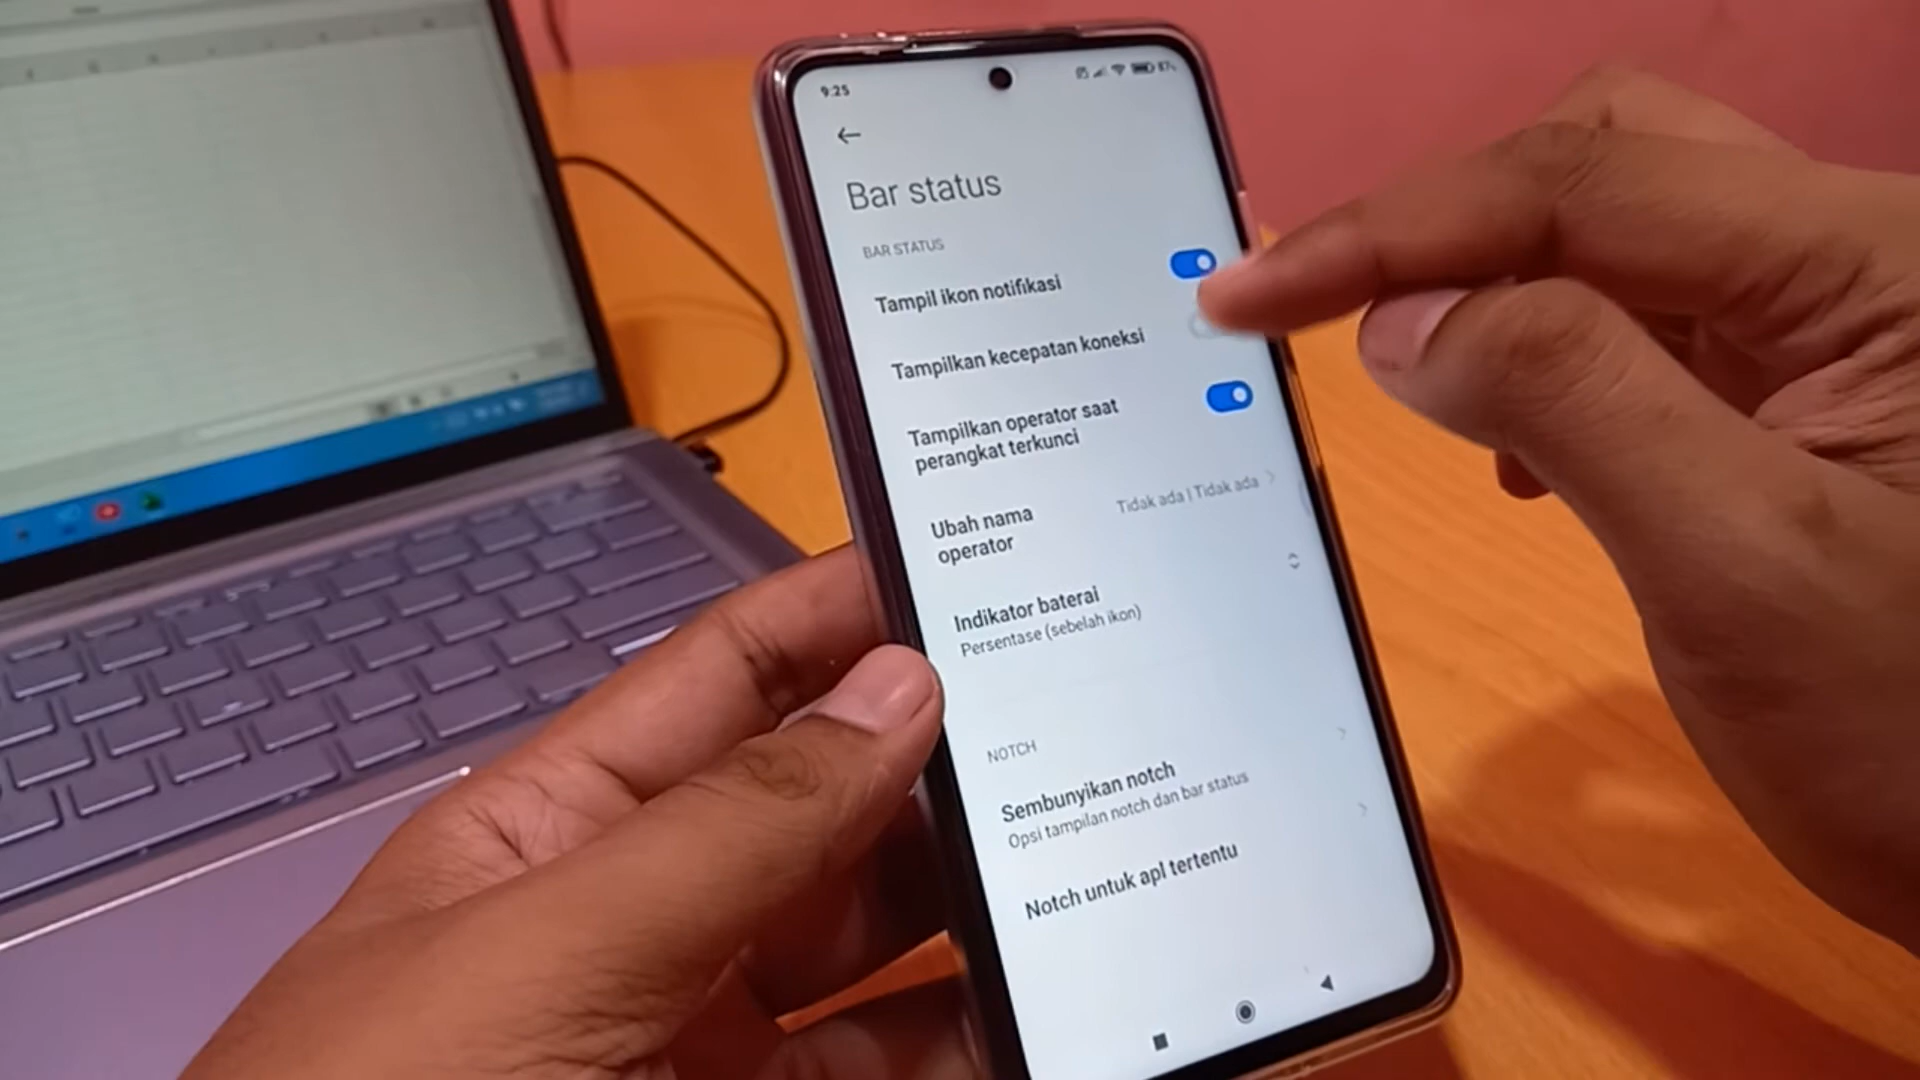 9:25
87%
Bar status
BAR STATUS
Tampil ikon notifikasi
Tampilkan kecepatan koneksi
Tampilkan operator saat
perangkat terkunci
Ubah nama
operator
Tidak ada | Tidak ada
Indikator baterai
Persentase (sebelah ikon)
NOTCH
Sembunyikan notch
Opsi tampilan notch dan bar status
Notch untuk apl tertentu